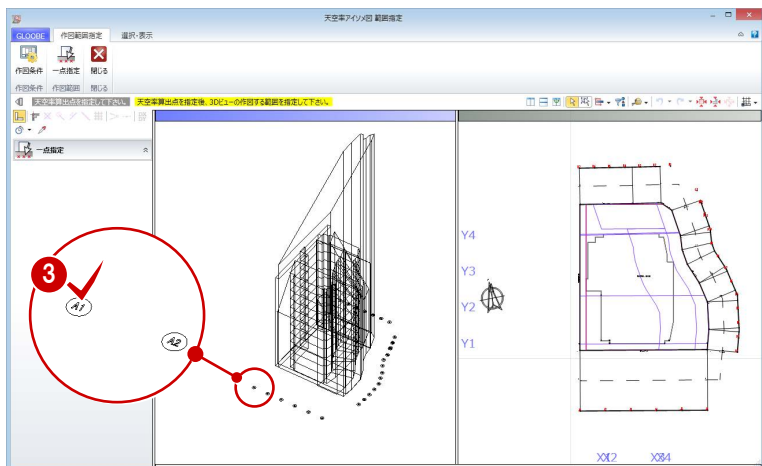 天空率アイソメ図 範囲指定
GLOOBE 作図範囲指定 選択・表示
作図条件 一点指定 閉じる
作図条件 作図範囲 閉じる
天空率算出点を指定して下さい。 天空率算出点を指定後、3Dビューの作図する範囲を指定して下さい。
一点指定
Y4
Y3
Y2
Y1
3
A1
A2